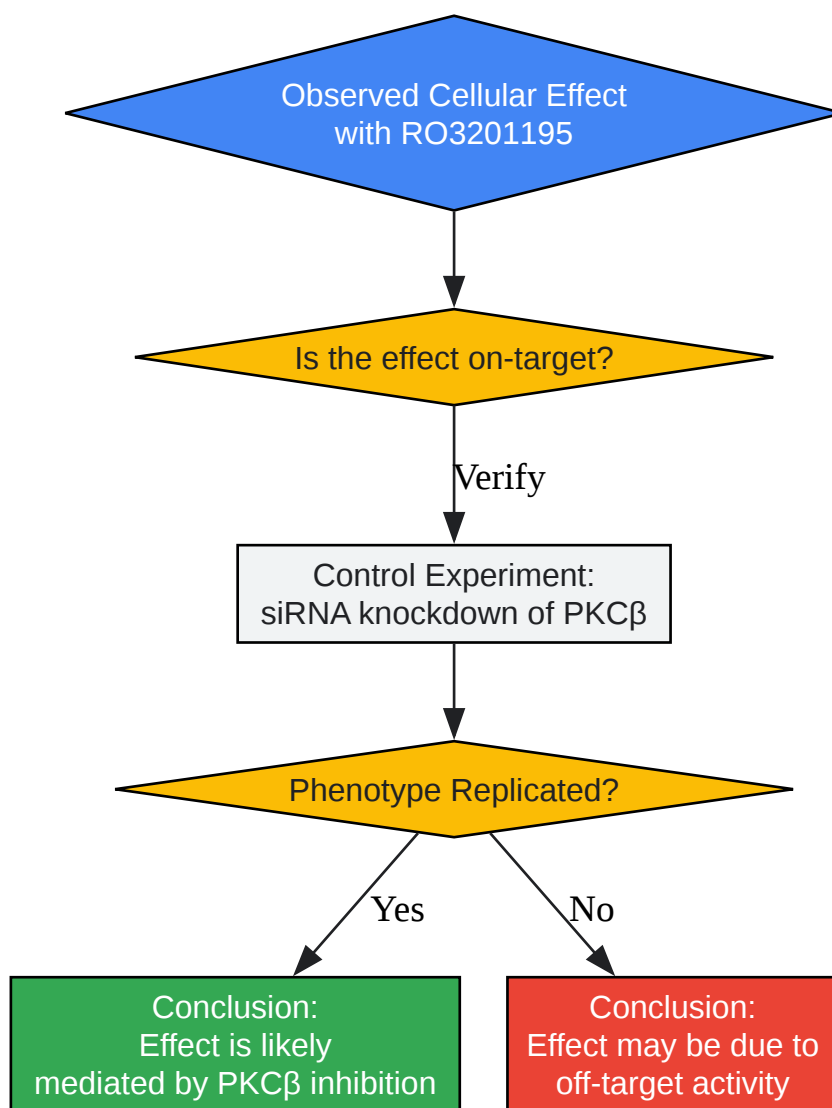 Observed Cellular Effect
with RO3201195
Is the effect on-target?
Verify
Control Experiment:
siRNA knockdown of PKCβ
Phenotype Replicated?
Yes
No
Conclusion:
Effect is likely
mediated by PKCβ inhibition
Conclusion:
Effect may be due to
off-target activity